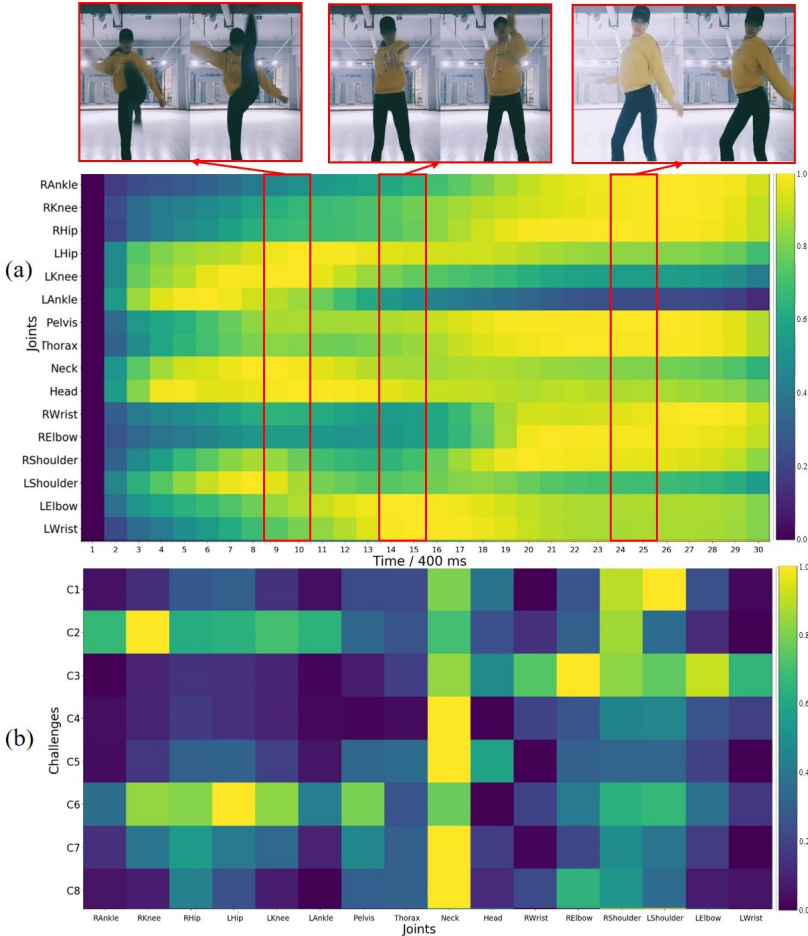 (a)
Joints
RAnkle
RKnee
RHip
LHip
LKnee
LAnkle
Pelvis
Thorax
Neck
Head
RWrist
RElbow
RShoulder
LShoulder
LElbow
LWrist
1.0
0.8
0.6
0.4
0.2
0.0
1 2 3 4 5 6 7 8 9 10 11 12 13 14 15 16 17 18 19 20 21 22 23 24 25 26 27 28 29 30
Time / 400 ms
(b)
Challenges
C1
C2
C3
C4
C5
C6
C7
C8
1.0
0.8
0.6
0.4
0.2
0.0
RAnkle RKnee RHip LHip LKnee LAnkle Pelvis Thorax Neck Head RWrist RElbow RShoulder LShoulder LElbow LWrist
Joints